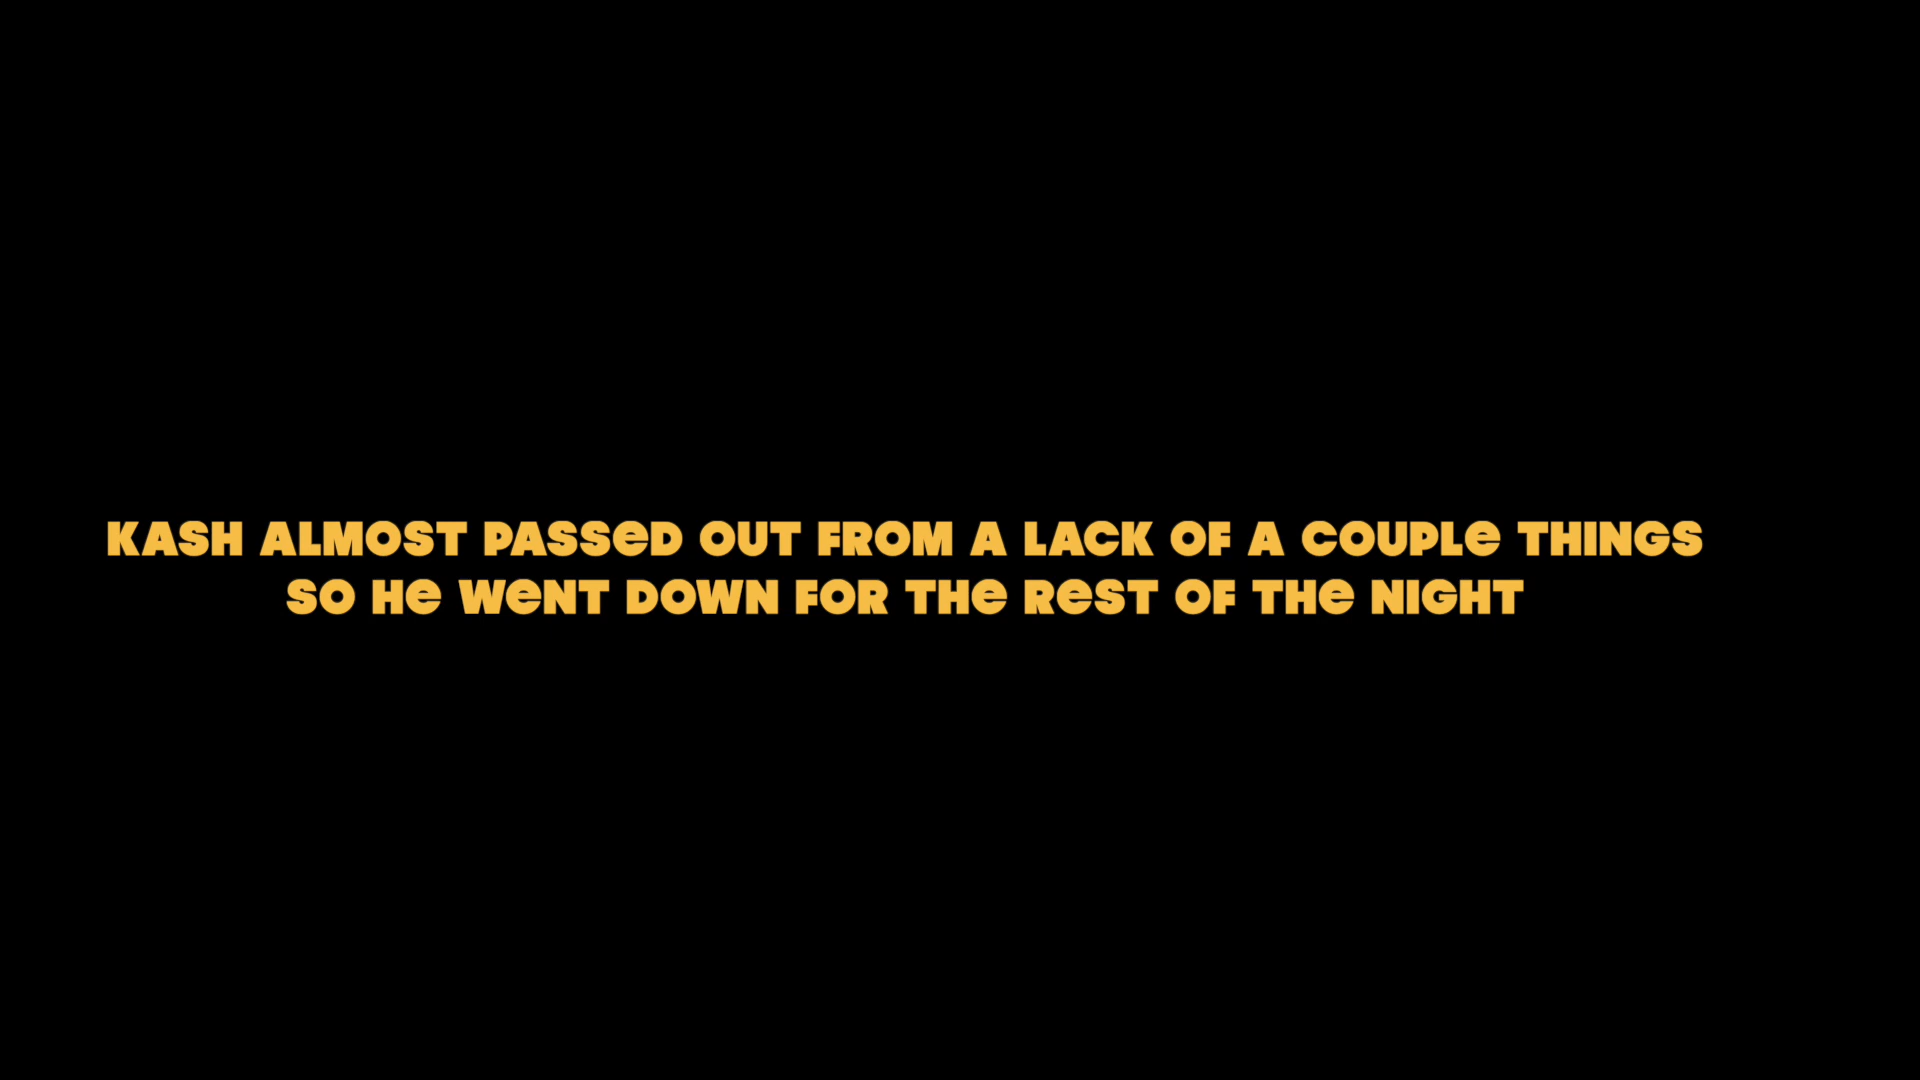 KASH ALMOST PASSeD OUT FROM A LACK OF A COUPLe THINGS
SO He WeNT DOWN FOR THe ReST OF THe NIGHT